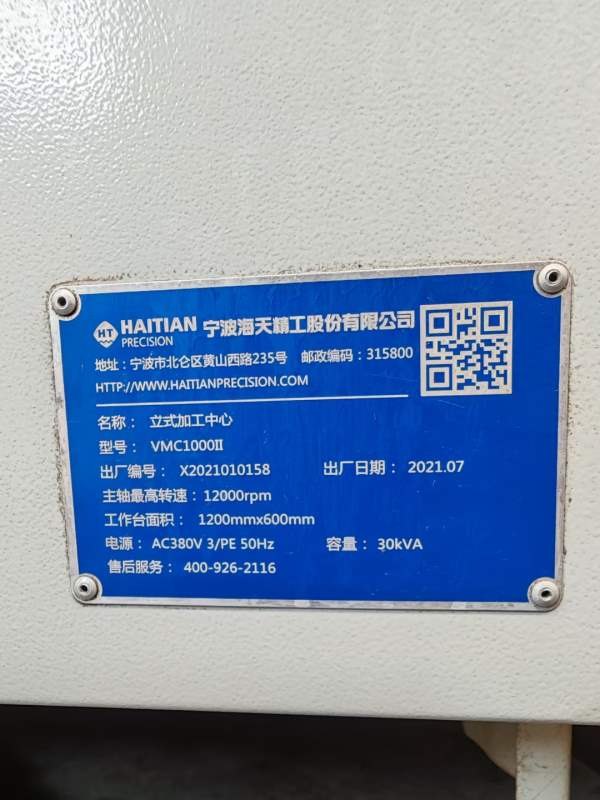 HT HAITIAN PRECISION 宁波海天精工股份有限公司
地址：宁波市北仑区黄山西路235号 邮政编码：315800
HTTP://WWW.HAITIANPRECISION.COM
名称： 立式加工中心
型号： VMC1000II
出厂编号： X2021010158 出厂日期： 2021.07
主轴最高转速：12000rpm
工作台面积： 1200mmx600mm
电源： AC380V 3/PE 50Hz 容量： 30kVA
售后服务： 400-926-2116